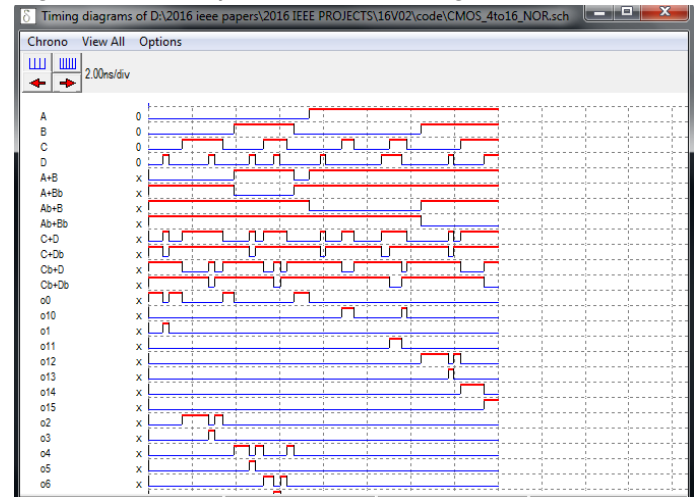 Timing diagrams of D:\2016 ieee papers\2016 IEEE PROJECTS\16V02\code\CMOS_4to16_NOR.sch
Chrono View All Options
2.00ns/div
A 0
B 0
C 0
D 0
A+B x
A+Bb x
Ab+B x
Ab+Bb x
C+D x
C+Db x
Cb+D x
Cb+Db x
o0 x
o10 x
o1 x
o11 x
o12 x
o13 x
o14 x
o15 x
o2 x
o3 x
o4 x
o5 x
o6 x